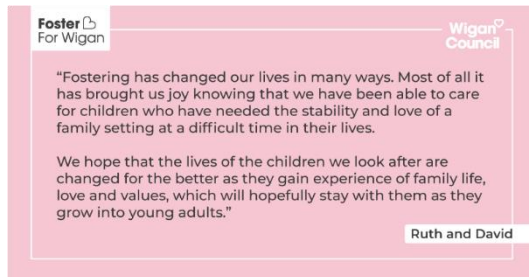 Foster
For Wigan
Wigan
Council
“Fostering has changed our lives in many ways. Most of all it
has brought us joy knowing that we have been able to care
for children who have needed the stability and love of a
family setting at a difficult time in their lives.
We hope that the lives of the children we look after are
changed for the better as they gain experience of family life,
love and values, which will hopefully stay with them as they
grow into young adults.”
Ruth and David